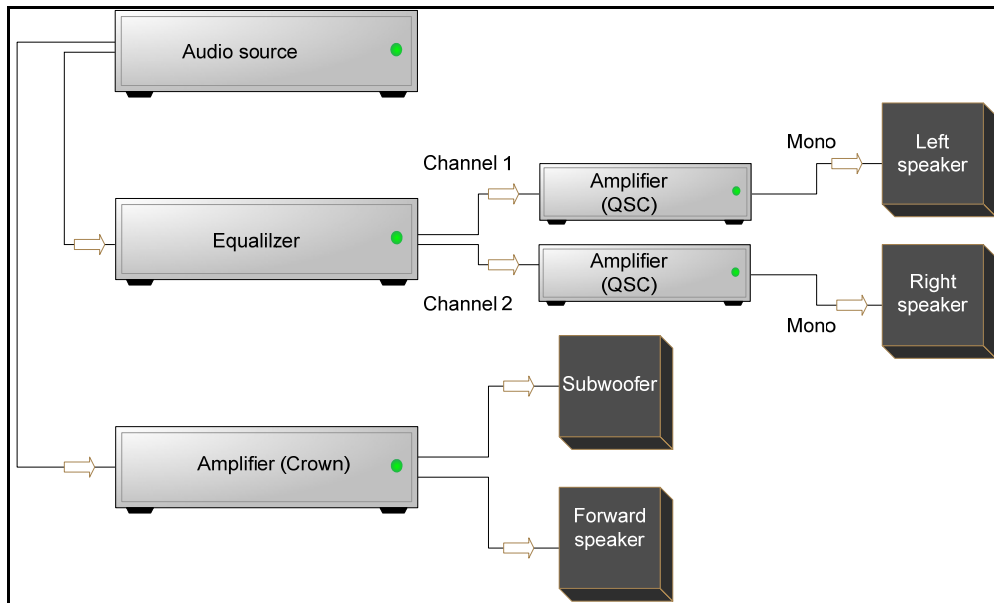 Audio source
Channel 1
Amplifier
(QSC)
Mono
Left
speaker
Equalilzer
Amplifier
(QSC)
Channel 2
Mono
Right
speaker
Subwoofer
Amplifier (Crown)
Forward
speaker